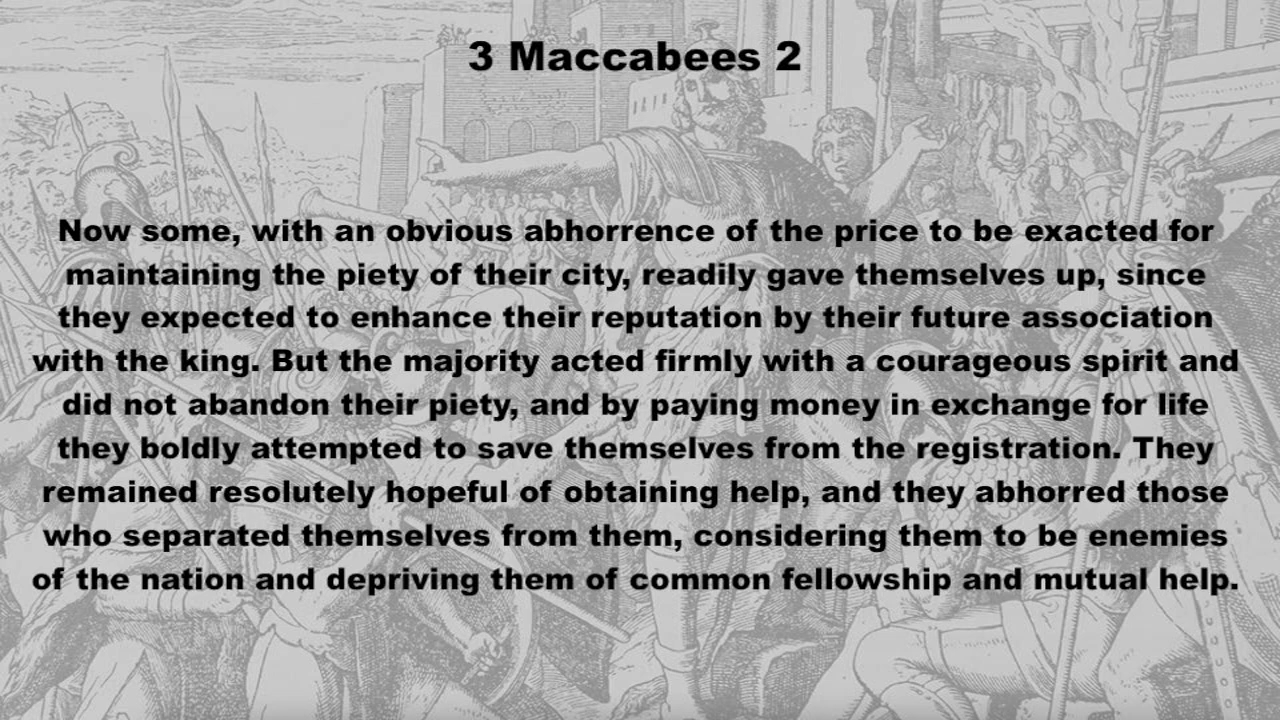 3 Maccabees 2
Now some, with an obvious abhorrence of the price to be exacted for
maintaining the piety of their city, readily gave themselves up, since
they expected to enhance their reputation by their future association
with the king. But the majority acted firmly with a courageous spirit and
did not abandon their piety, and by paying money in exchange for life
they boldly attempted to save themselves from the registration. They
remained resolutely hopeful of obtaining help, and they abhorred those
who separated themselves from them, considering them to be enemies
of the nation and depriving them of common fellowship and mutual help.